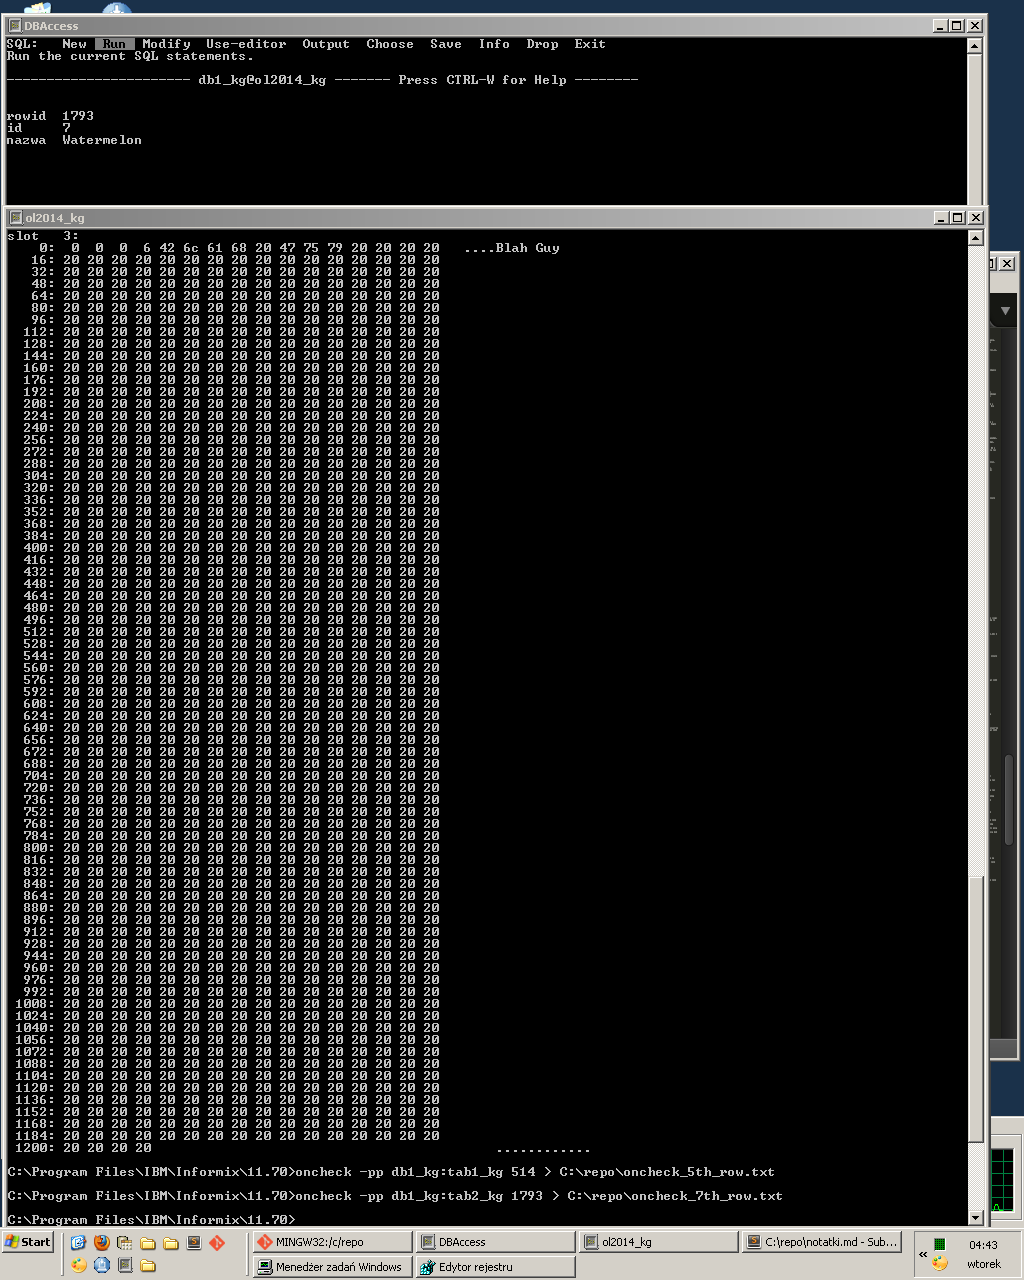 DBAccess
SQL: New Run Modify Use-editor Output Choose Save Info Drop Exit
Run the current SQL statements.
----------------------- db1_kg@ol2014_kg ------- Press CTRL-W for Help --------
rowid 1793
id 7
nazwa Watermelon
ol2014_kg
slot 3:
0: 0 0 0 6 42 6c 61 68 20 47 75 79 20 20 20 20 ....Blah Guy
16: 20 20 20 20 20 20 20 20 20 20 20 20 20 20 20 20
32: 20 20 20 20 20 20 20 20 20 20 20 20 20 20 20 20
48: 20 20 20 20 20 20 20 20 20 20 20 20 20 20 20 20
64: 20 20 20 20 20 20 20 20 20 20 20 20 20 20 20 20
80: 20 20 20 20 20 20 20 20 20 20 20 20 20 20 20 20
96: 20 20 20 20 20 20 20 20 20 20 20 20 20 20 20 20
112: 20 20 20 20 20 20 20 20 20 20 20 20 20 20 20 20
128: 20 20 20 20 20 20 20 20 20 20 20 20 20 20 20 20
144: 20 20 20 20 20 20 20 20 20 20 20 20 20 20 20 20
160: 20 20 20 20 20 20 20 20 20 20 20 20 20 20 20 20
176: 20 20 20 20 20 20 20 20 20 20 20 20 20 20 20 20
192: 20 20 20 20 20 20 20 20 20 20 20 20 20 20 20 20
208: 20 20 20 20 20 20 20 20 20 20 20 20 20 20 20 20
224: 20 20 20 20 20 20 20 20 20 20 20 20 20 20 20 20
240: 20 20 20 20 20 20 20 20 20 20 20 20 20 20 20 20
256: 20 20 20 20 20 20 20 20 20 20 20 20 20 20 20 20
272: 20 20 20 20 20 20 20 20 20 20 20 20 20 20 20 20
288: 20 20 20 20 20 20 20 20 20 20 20 20 20 20 20 20
304: 20 20 20 20 20 20 20 20 20 20 20 20 20 20 20 20
320: 20 20 20 20 20 20 20 20 20 20 20 20 20 20 20 20
336: 20 20 20 20 20 20 20 20 20 20 20 20 20 20 20 20
352: 20 20 20 20 20 20 20 20 20 20 20 20 20 20 20 20
368: 20 20 20 20 20 20 20 20 20 20 20 20 20 20 20 20
384: 20 20 20 20 20 20 20 20 20 20 20 20 20 20 20 20
400: 20 20 20 20 20 20 20 20 20 20 20 20 20 20 20 20
416: 20 20 20 20 20 20 20 20 20 20 20 20 20 20 20 20
432: 20 20 20 20 20 20 20 20 20 20 20 20 20 20 20 20
448: 20 20 20 20 20 20 20 20 20 20 20 20 20 20 20 20
464: 20 20 20 20 20 20 20 20 20 20 20 20 20 20 20 20
480: 20 20 20 20 20 20 20 20 20 20 20 20 20 20 20 20
496: 20 20 20 20 20 20 20 20 20 20 20 20 20 20 20 20
512: 20 20 20 20 20 20 20 20 20 20 20 20 20 20 20 20
528: 20 20 20 20 20 20 20 20 20 20 20 20 20 20 20 20
544: 20 20 20 20 20 20 20 20 20 20 20 20 20 20 20 20
560: 20 20 20 20 20 20 20 20 20 20 20 20 20 20 20 20
576: 20 20 20 20 20 20 20 20 20 20 20 20 20 20 20 20
592: 20 20 20 20 20 20 20 20 20 20 20 20 20 20 20 20
608: 20 20 20 20 20 20 20 20 20 20 20 20 20 20 20 20
624: 20 20 20 20 20 20 20 20 20 20 20 20 20 20 20 20
640: 20 20 20 20 20 20 20 20 20 20 20 20 20 20 20 20
656: 20 20 20 20 20 20 20 20 20 20 20 20 20 20 20 20
672: 20 20 20 20 20 20 20 20 20 20 20 20 20 20 20 20
688: 20 20 20 20 20 20 20 20 20 20 20 20 20 20 20 20
704: 20 20 20 20 20 20 20 20 20 20 20 20 20 20 20 20
720: 20 20 20 20 20 20 20 20 20 20 20 20 20 20 20 20
736: 20 20 20 20 20 20 20 20 20 20 20 20 20 20 20 20
752: 20 20 20 20 20 20 20 20 20 20 20 20 20 20 20 20
768: 20 20 20 20 20 20 20 20 20 20 20 20 20 20 20 20
784: 20 20 20 20 20 20 20 20 20 20 20 20 20 20 20 20
800: 20 20 20 20 20 20 20 20 20 20 20 20 20 20 20 20
816: 20 20 20 20 20 20 20 20 20 20 20 20 20 20 20 20
832: 20 20 20 20 20 20 20 20 20 20 20 20 20 20 20 20
848: 20 20 20 20 20 20 20 20 20 20 20 20 20 20 20 20
864: 20 20 20 20 20 20 20 20 20 20 20 20 20 20 20 20
880: 20 20 20 20 20 20 20 20 20 20 20 20 20 20 20 20
896: 20 20 20 20 20 20 20 20 20 20 20 20 20 20 20 20
912: 20 20 20 20 20 20 20 20 20 20 20 20 20 20 20 20
928: 20 20 20 20 20 20 20 20 20 20 20 20 20 20 20 20
944: 20 20 20 20 20 20 20 20 20 20 20 20 20 20 20 20
960: 20 20 20 20 20 20 20 20 20 20 20 20 20 20 20 20
976: 20 20 20 20 20 20 20 20 20 20 20 20 20 20 20 20
992: 20 20 20 20 20 20 20 20 20 20 20 20 20 20 20 20
1008: 20 20 20 20 20 20 20 20 20 20 20 20 20 20 20 20
1024: 20 20 20 20 20 20 20 20 20 20 20 20 20 20 20 20
1040: 20 20 20 20 20 20 20 20 20 20 20 20 20 20 20 20
1056: 20 20 20 20 20 20 20 20 20 20 20 20 20 20 20 20
1072: 20 20 20 20 20 20 20 20 20 20 20 20 20 20 20 20
1088: 20 20 20 20 20 20 20 20 20 20 20 20 20 20 20 20
1104: 20 20 20 20 20 20 20 20 20 20 20 20 20 20 20 20
1120: 20 20 20 20 20 20 20 20 20 20 20 20 20 20 20 20
1136: 20 20 20 20 20 20 20 20 20 20 20 20 20 20 20 20
1152: 20 20 20 20 20 20 20 20 20 20 20 20 20 20 20 20
1168: 20 20 20 20 20 20 20 20 20 20 20 20 20 20 20 20
1184: 20 20 20 20 20 20 20 20 20 20 20 20 20 20 20 20
1200: 20 20 20 20 ............
C:\Program Files\IBM\Informix\11.70>oncheck -pp db1_kg:tab1_kg 514 > C:\repo\oncheck_5th_row.txt
C:\Program Files\IBM\Informix\11.70>oncheck -pp db1_kg:tab2_kg 1793 > C:\repo\oncheck_7th_row.txt
C:\Program Files\IBM\Informix\11.70>
Start
MINGW32:/c/repo
DBAccess
ol2014_kg
C:\repo\notatki.md - Sub...
Menedżer zadań Windows
Edytor rejestru
04:43
wtorek